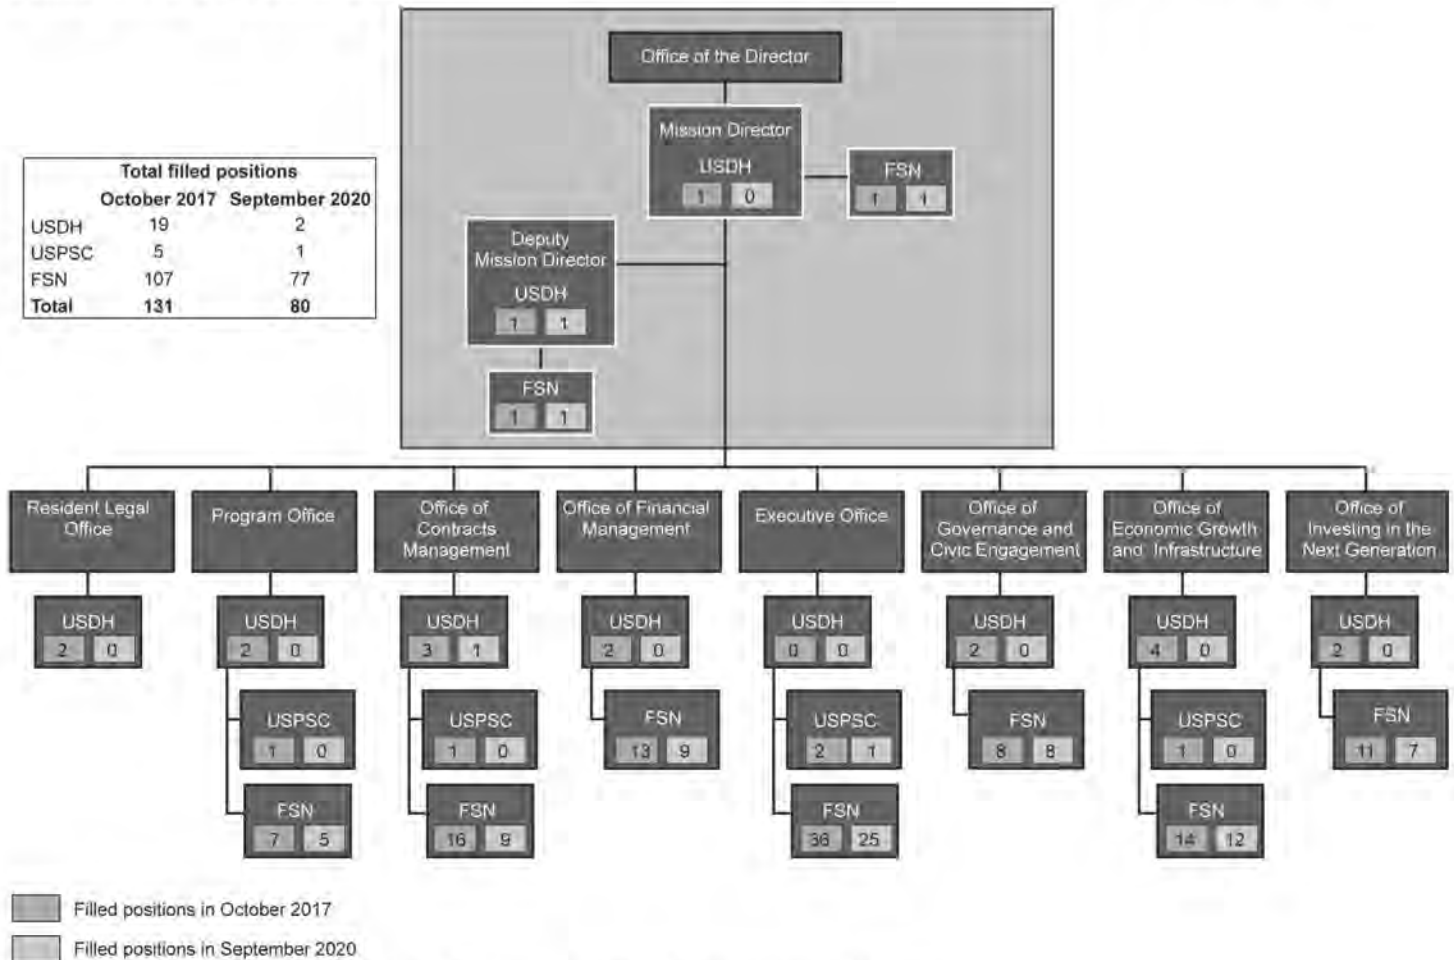 Office of the Director
Mission Director
USDH
1 0
FSN
1 1
Deputy
Mission Director
USDH
1 1
FSN
1 1
Total filled positions
October 2017 September 2020
USDH 19 2
USPSC 5 1
FSN 107 77
Total 131 80
Resident Legal
Office
USDH
2 0
Program Office
USDH
2 0
USPSC
1 0
FSN
7 5
Office of
Contracts
Management
USDH
3 1
USPSC
1 0
FSN
16 9
Office of Financial
Management
USDH
2 0
FSN
13 9
Executive Office
USDH
0 0
USPSC
2 1
FSN
36 25
Office of
Governance and
Civic Engagement
USDH
2 0
FSN
8 8
Office of
Economic Growth
and Infrastructure
USDH
4 0
USPSC
1 0
FSN
14 12
Office of
Investing in the
Next Generation
USDH
2 0
FSN
11 7
Filled positions in October 2017
Filled positions in September 2020